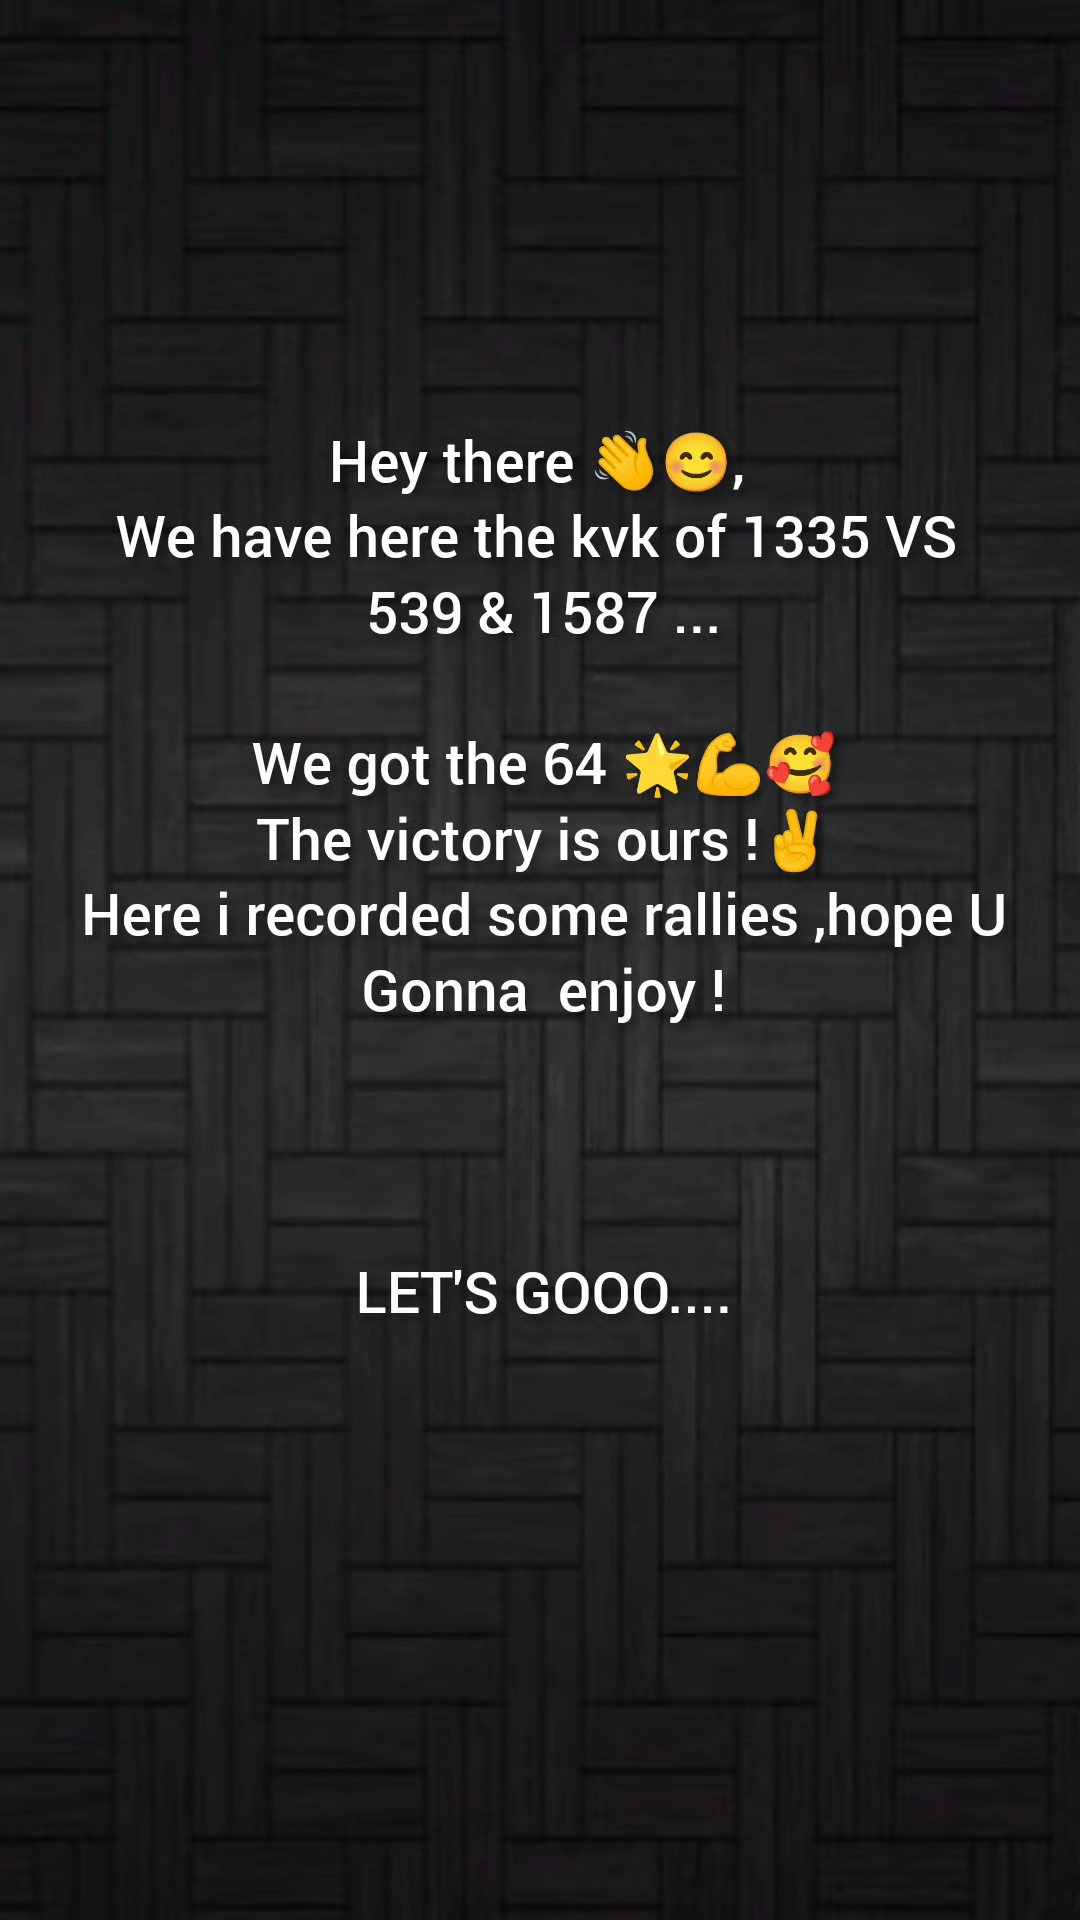 Hey there 👋😊,
We have here the kvk of 1335 VS
539 & 1587 ...
We got the 64 🌟💪🥰
The victory is ours !✌️
Here i recorded some rallies ,hope U
Gonna  enjoy !
LET'S GOOO....